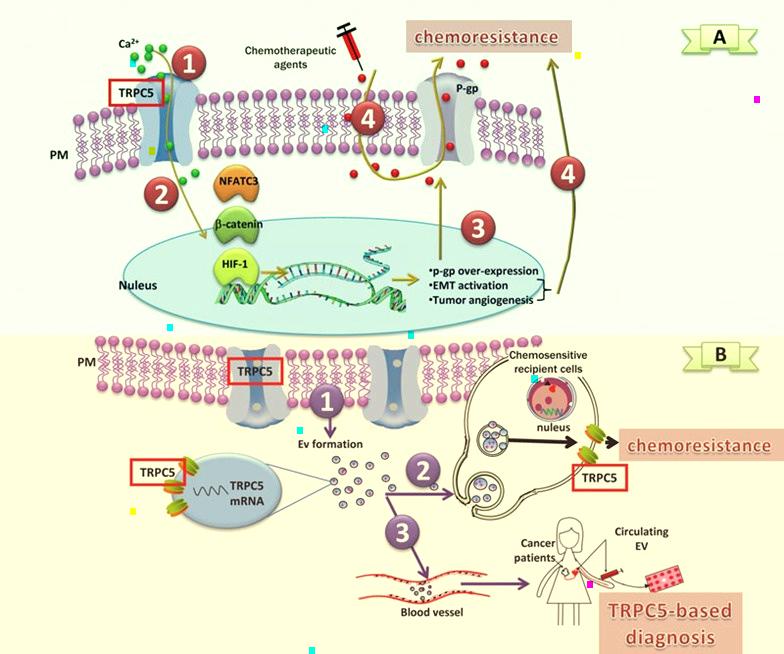 chemoresistance
A
Ca²⁺
1
Chemotherapeutic
agents
TRPC5
P-gp
4
PM
2
NFATC3
4
β-catenin
3
HIF-1
Nuleus
•p-gp over-expression
•EMT activation
•Tumor angiogenesis
B
PM
TRPC5
Chemosensitive
recipient cells
1
nuleus
Ev formation
chemoresistance
TRPC5
TRPC5
mRNA
2
TRPC5
3
Cancer
patients
Circulating
EV
Blood vessel
TRPC5-based
diagnosis